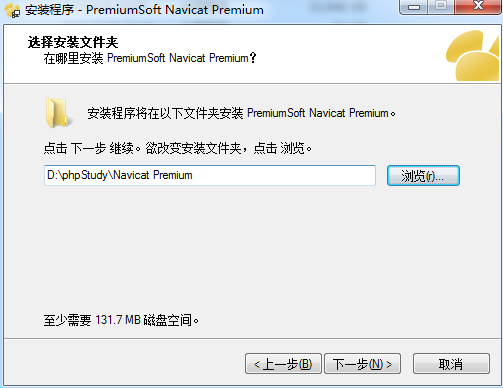 安装程序 - PremiumSoft Navicat Premium
选择安装文件夹
在哪里安装 PremiumSoft Navicat Premium?
安装程序将在以下文件夹安装 PremiumSoft Navicat Premium。
点击 下一步 继续。欲改变安装文件夹，点击 浏览。
D:\phpStudy\Navicat Premium
浏览(r)...
至少需要 131.7 MB 磁盘空间。
< 上一步(B) 下一步(N) > 取消